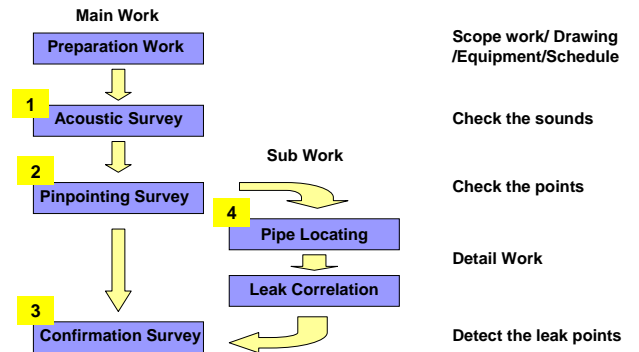 Main Work
Preparation Work
Scope work/ Drawing
/Equipment/Schedule
1
Acoustic Survey
Check the sounds
Sub Work
2
Pinpointing Survey
Check the points
4
Pipe Locating
Detail Work
Leak Correlation
3
Confirmation Survey
Detect the leak points